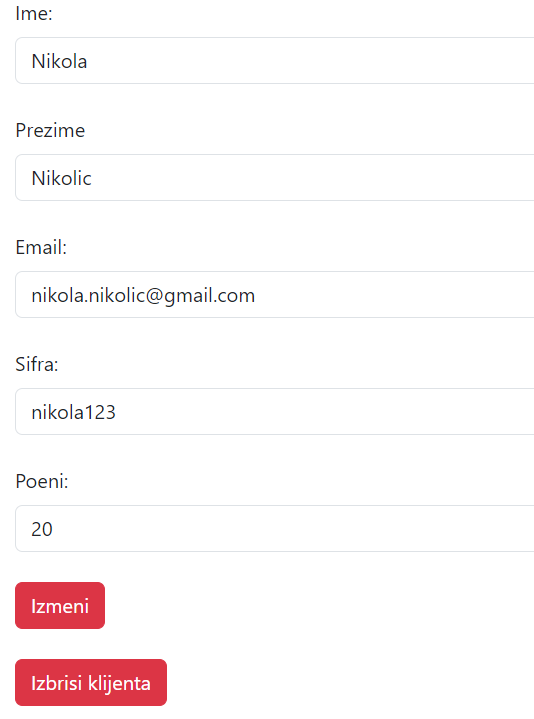 Ime:
Nikola
Prezime
Nikolic
Email:
nikola.nikolic@gmail.com
Sifra:
nikola123
Poeni:
20
Izmeni
Izbrisi klijenta